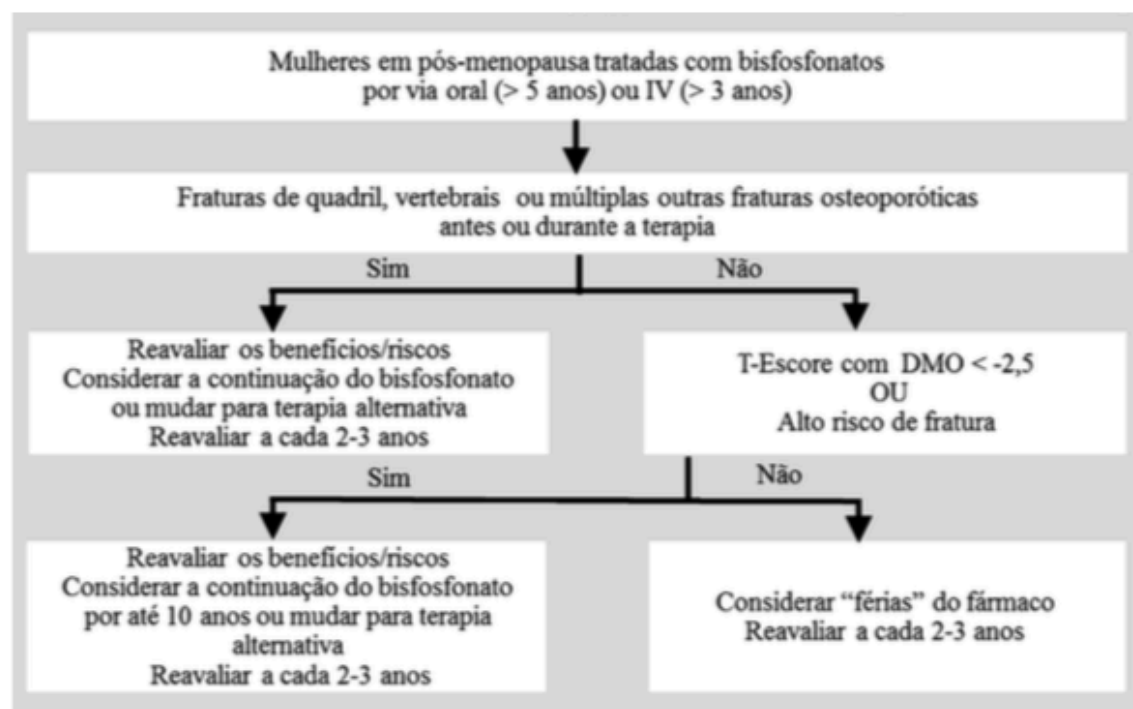 Mulheres em pós-menopausa tratadas com bisfosfonatos
por via oral (> 5 anos) ou IV (> 3 anos)
Fraturas de quadril, vertebrais ou múltiplas outras fraturas osteoporóticas
antes ou durante a terapia
Sim
Não
Reavaliar os benefícios/riscos
Considerar a continuação do bisfosfonato
ou mudar para terapia alternativa
Reavaliar a cada 2-3 anos
T-Escore com DMO < -2,5
OU
Alto risco de fratura
Sim
Não
Reavaliar os benefícios/riscos
Considerar a continuação do bisfosfonato
por até 10 anos ou mudar para terapia
alternativa
Reavaliar a cada 2-3 anos
Considerar “férias” do fármaco
Reavaliar a cada 2-3 anos